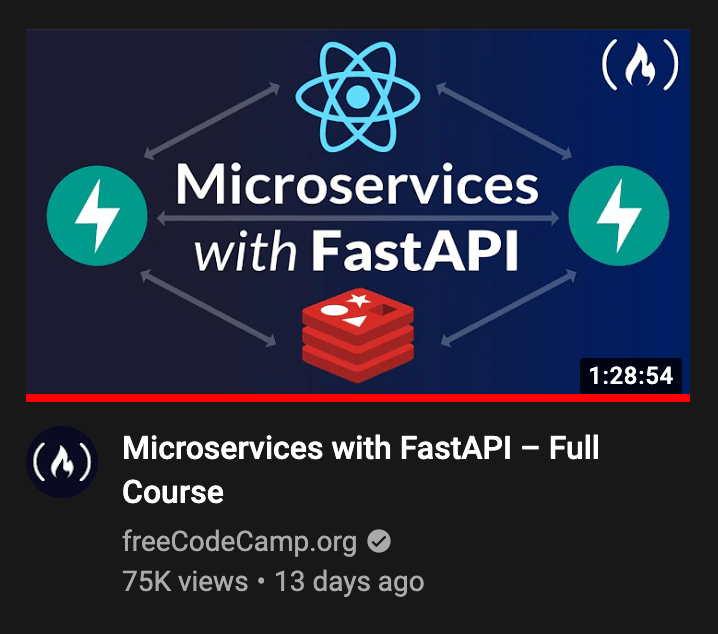 Microservices
with FastAPI
1:28:54
Microservices with FastAPI – Full
Course
freeCodeCamp.org
75K views • 13 days ago